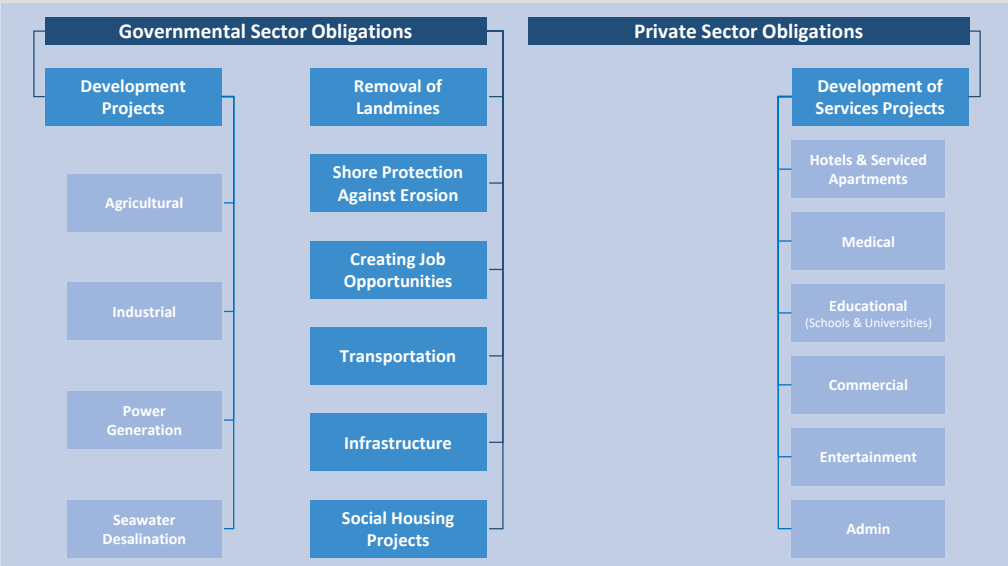 Governmental Sector Obligations
Development
Projects
Agricultural
Industrial
Power
Generation
Seawater
Desalination
Removal of
Landmines
Shore Protection
Against Erosion
Creating Job
Opportunities
Transportation
Infrastructure
Social Housing
Projects
Private Sector Obligations
Development of
Services Projects
Hotels & Serviced
Apartments
Medical
Educational
(Schools & Universities)
Commercial
Entertainment
Admin